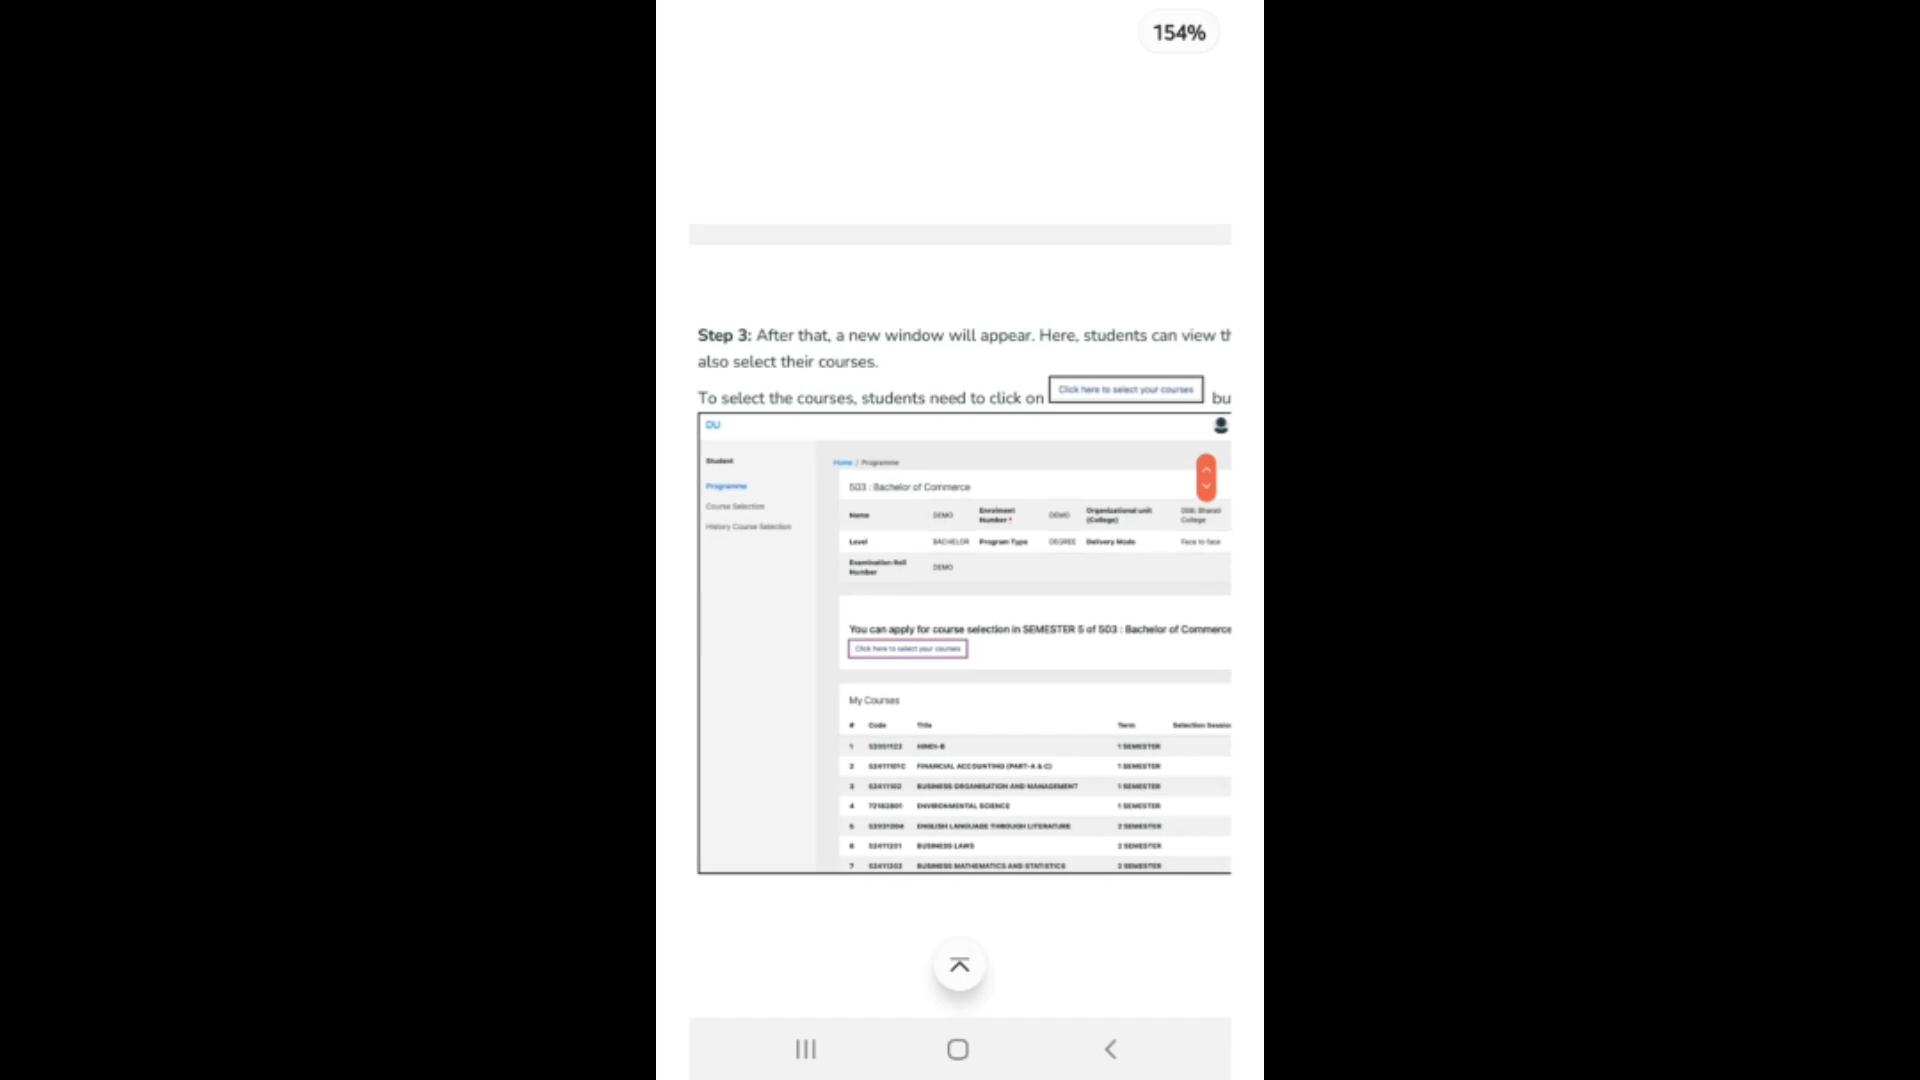 154%
Step 3: After that, a new window will appear. Here, students can view th
also select their courses.
To select the courses, students need to click on Click here to select your courses bu
DU
Student
Home / Programme
Programme
503 : Bachelor of Commerce
Course Selection
Name DEMO Enrolment Number * DEMO Organizational unit (College) Bharati College
History Course Selection
Level BACHELOR Program Type DEGREE Delivery Mode Face to face
Examination Roll Number DEMO
You can apply for course selection in SEMESTER 5 of 503 : Bachelor of Commerce
Click here to select your courses
My Courses
# Code Title Term Selection Sessio
1 HINDI-B 1 SEMESTER
2 FINANCIAL ACCOUNTING (PART-A & C) 1 SEMESTER
3 BUSINESS ORGANISATION AND MANAGEMENT 1 SEMESTER
4 ENVIRONMENTAL SCIENCE 1 SEMESTER
5 ENGLISH LANGUAGE THROUGH LITERATURE 2 SEMESTER
6 52411201 BUSINESS LAWS 2 SEMESTER
7 52411202 BUSINESS MATHEMATICS AND STATISTICS 2 SEMESTER